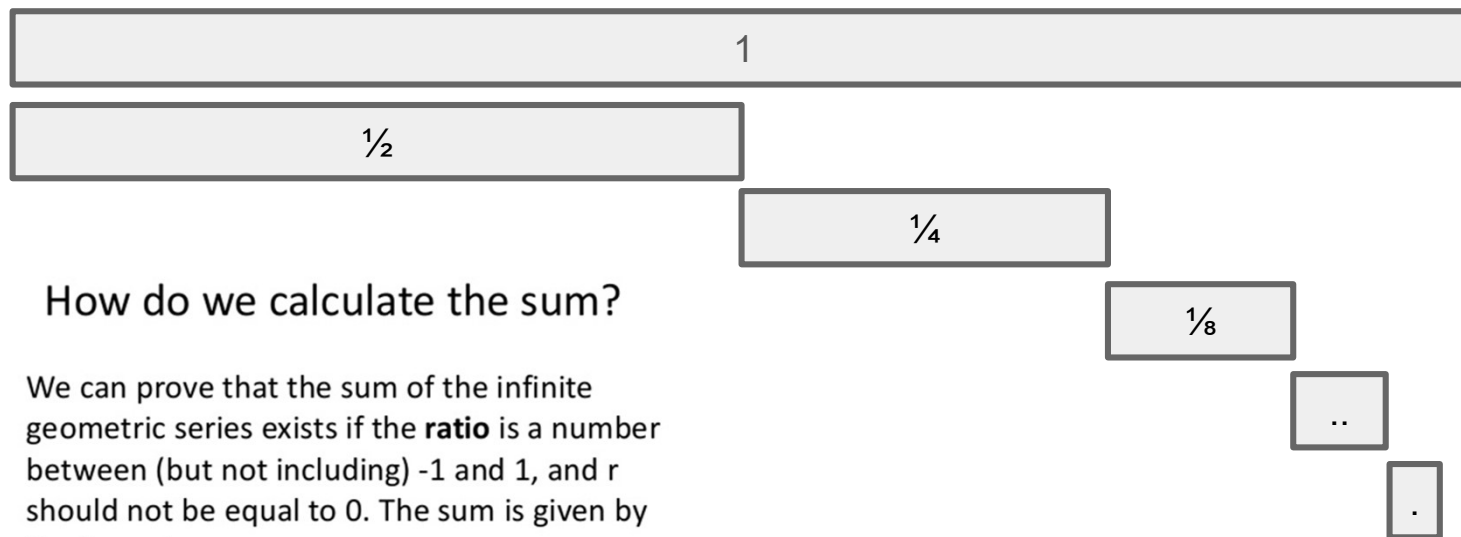 1
½
¼
⅛
..
.
How do we calculate the sum?
We can prove that the sum of the infinite
geometric series exists if the ratio is a number
between (but not including) -1 and 1, and r
should not be equal to 0. The sum is given by